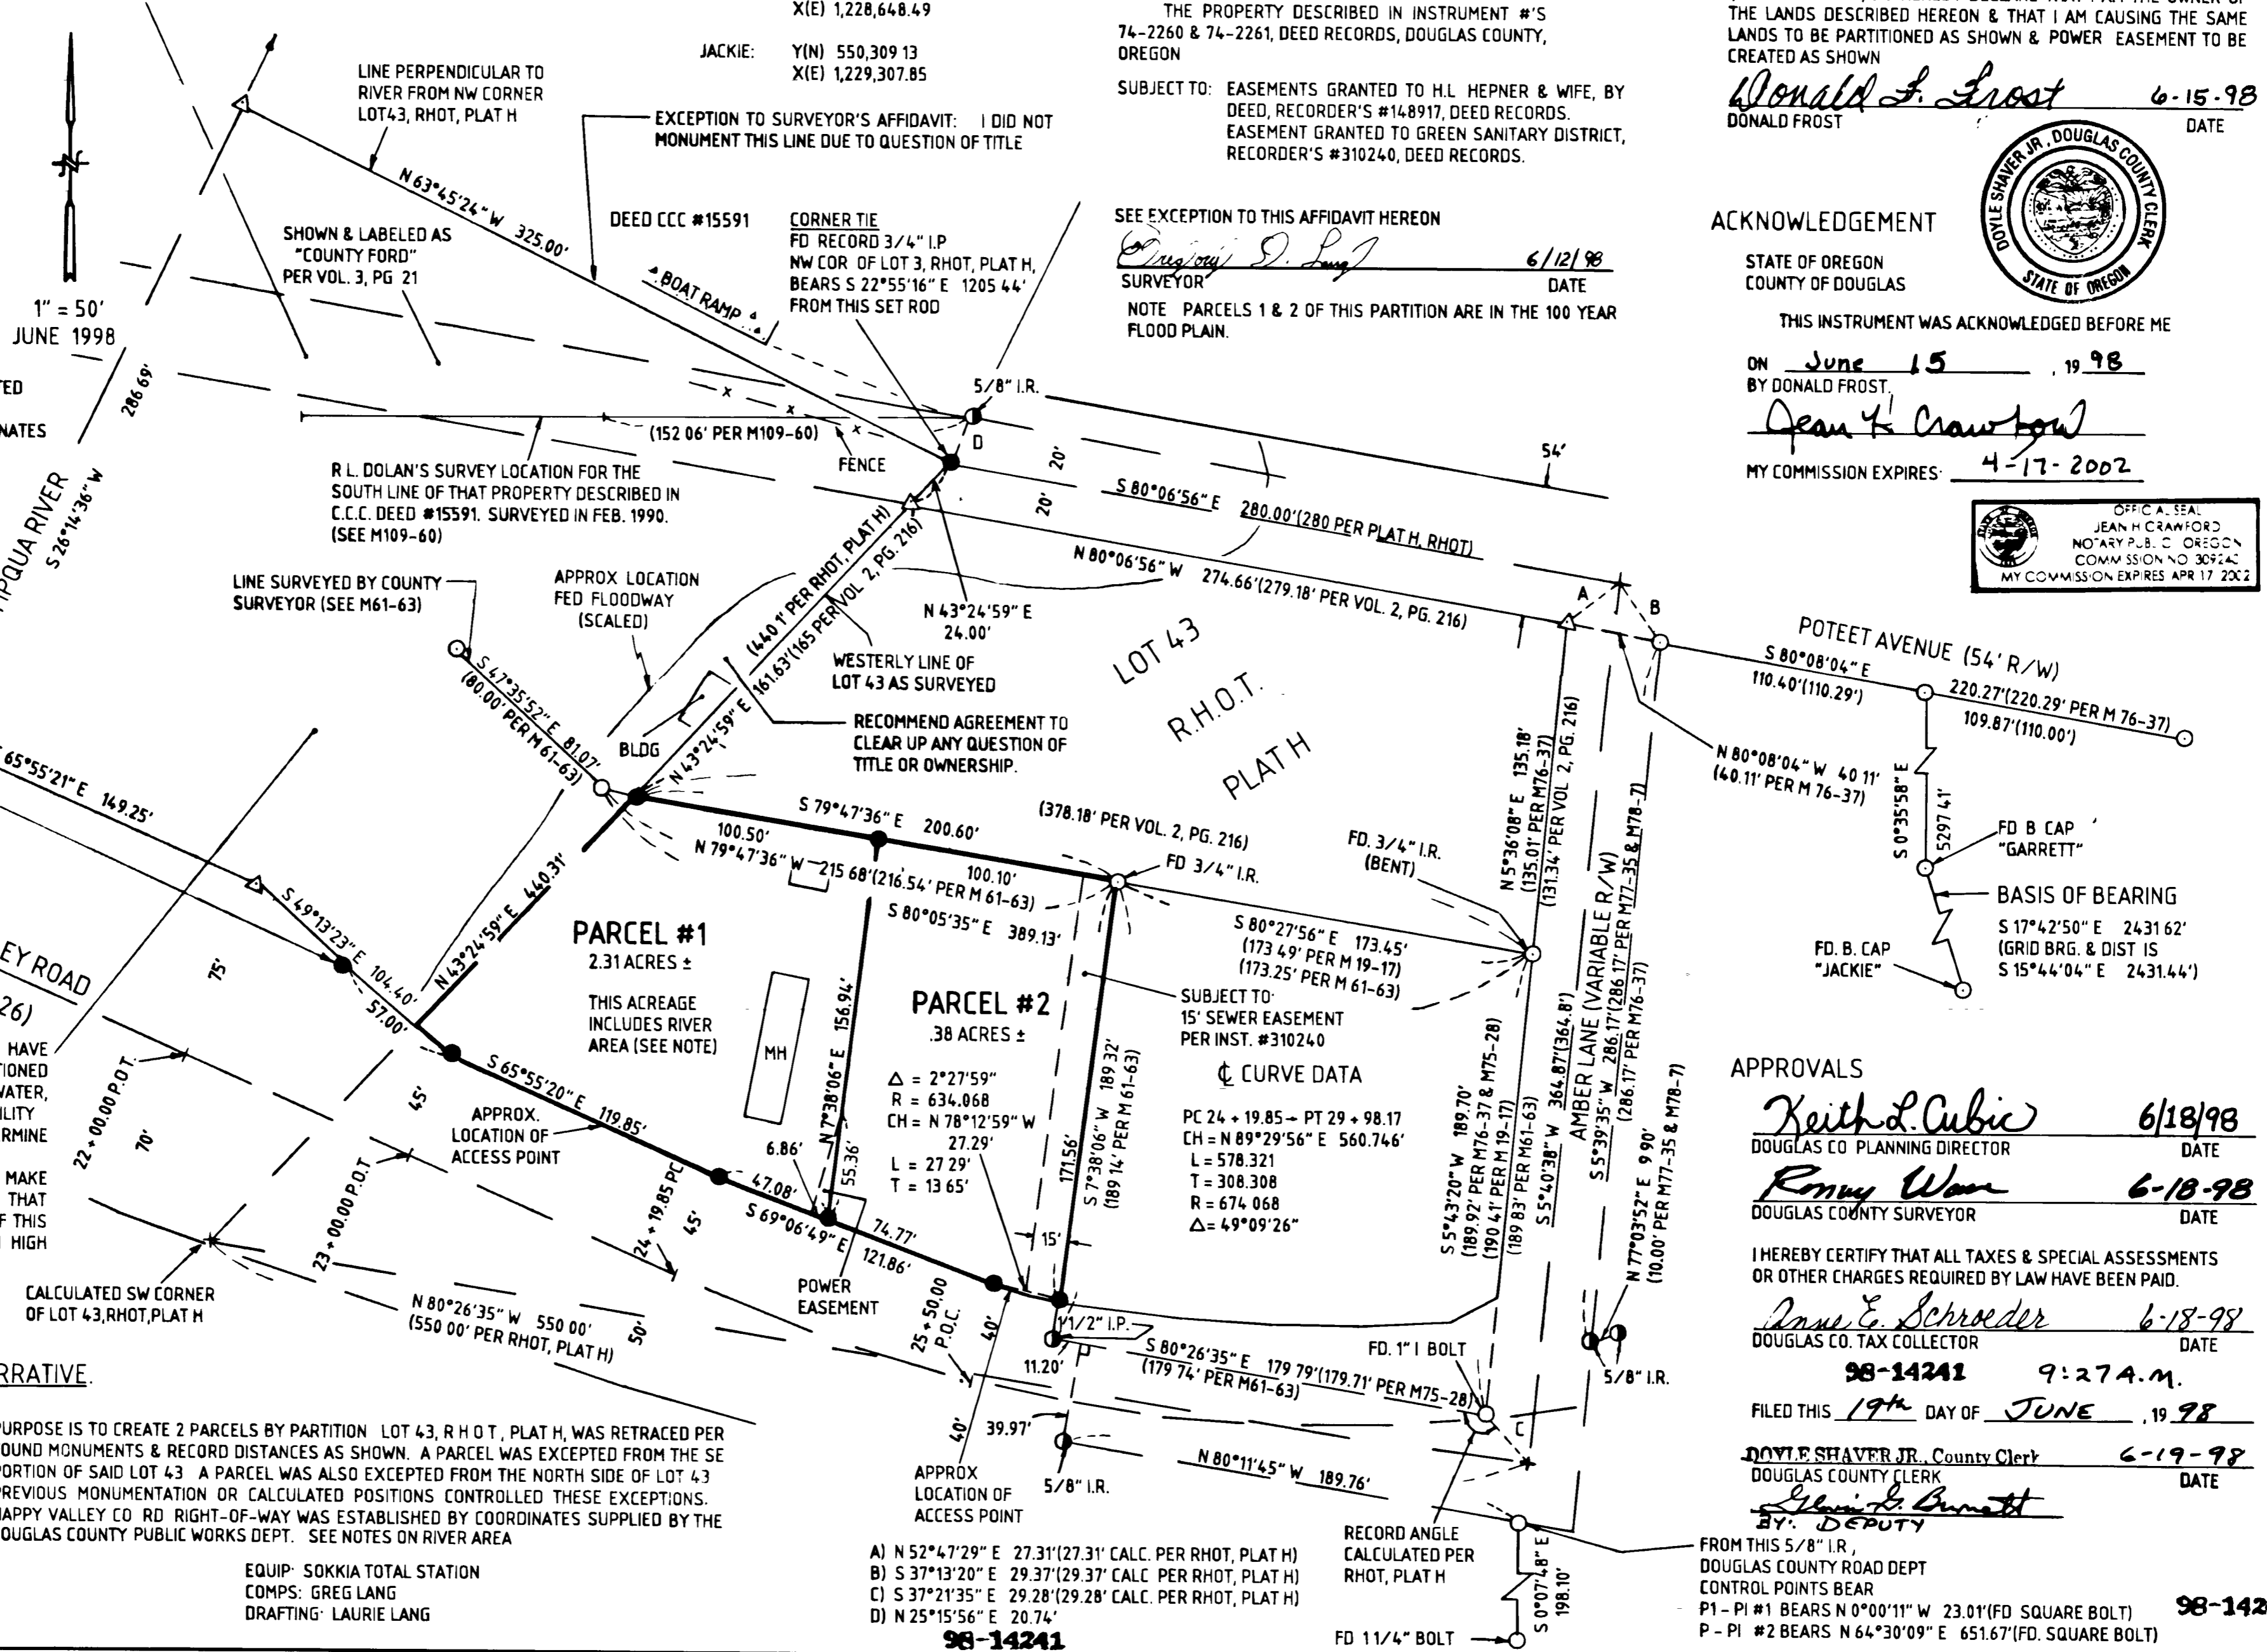 X(E) 1,228,648.49
JACKIE: Y(N) 550,309 13
X(E) 1,229,307.85
THE PROPERTY DESCRIBED IN INSTRUMENT #'S
74-2260 & 74-2261, DEED RECORDS, DOUGLAS COUNTY,
OREGON
SUBJECT TO: EASEMENTS GRANTED TO H.L HEPNER & WIFE, BY
DEED, RECORDER'S #148917, DEED RECORDS.
EASEMENT GRANTED TO GREEN SANITARY DISTRICT,
RECORDER'S #310240, DEED RECORDS.
THE LANDS DESCRIBED HEREON & THAT I AM CAUSING THE SAME
LANDS TO BE PARTITIONED AS SHOWN & POWER EASEMENT TO BE
CREATED AS SHOWN
Donald F. Frost 6-15-98
DONALD FROST DATE
DOYLE SHAVER JR., DOUGLAS COUNTY CLERK
STATE OF OREGON
LINE PERPENDICULAR TO
RIVER FROM NW CORNER
LOT43, RHOT, PLAT H
EXCEPTION TO SURVEYOR'S AFFIDAVIT: I DID NOT
MONUMENT THIS LINE DUE TO QUESTION OF TITLE
N 63°45'24" W 325.00'
SHOWN & LABELED AS
"COUNTY FORD"
PER VOL. 3, PG 21
DEED CCC #15591
BOAT RAMP
CORNER TIE
FD RECORD 3/4" I.P
NW COR OF LOT 3, RHOT, PLAT H,
BEARS S 22°55'16" E 1205 44'
FROM THIS SET ROD
SEE EXCEPTION TO THIS AFFIDAVIT HEREON
Gregory D. Lang 6/12/98
SURVEYOR DATE
NOTE PARCELS 1 & 2 OF THIS PARTITION ARE IN THE 100 YEAR
FLOOD PLAIN.
ACKNOWLEDGEMENT
STATE OF OREGON
COUNTY OF DOUGLAS
THIS INSTRUMENT WAS ACKNOWLEDGED BEFORE ME
ON June 15, 19 98
BY DONALD FROST.
Jean H Crawford
MY COMMISSION EXPIRES: 4-17-2002
OFFICIAL SEAL
JEAN H CRAWFORD
NOTARY PUBLIC OREGON
MY COMMISSION EXPIRES APR 17 2002
1" = 50'
JUNE 1998
286 69'
S 26°14'36" W
MPQUA RIVER
TED
NATES
5/8" I.R.
D
(152 06' PER M109-60)
FENCE
R L. DOLAN'S SURVEY LOCATION FOR THE
SOUTH LINE OF THAT PROPERTY DESCRIBED IN
C.C.C. DEED #15591. SURVEYED IN FEB. 1990.
(SEE M109-60)
54'
20'
20'
S 80°06'56" E 280.00'(280 PER PLAT H, RHOT)
N 80°06'56" W 274.66'(279.18' PER VOL. 2, PG. 216)
A
B
POTEET AVENUE (54' R/W)
S 80°08'04" E
110.40'(110.29')
220.27'(220.29' PER M 76-37)
109.87'(110.00')
N 80°08'04" W 40 11'
(40.11' PER M 76-37)
S 0°35'58" E
5297 41'
FD B CAP
"GARRETT"
BASIS OF BEARING
S 17°42'50" E 2431 62'
(GRID BRG. & DIST IS
S 15°44'04" E 2431.44')
FD. B. CAP
"JACKIE"
LINE SURVEYED BY COUNTY
SURVEYOR (SEE M61-63)
S 47°35'52" E 81.07'
(80.00' PER M 61-63)
APPROX LOCATION
FED FLOODWAY
(SCALED)
(440 1' PER RHOT, PLAT H)
N 43°24'59" E 161.63'(165 PER VOL 2, PG. 216)
N 43°24'59" E
24.00'
WESTERLY LINE OF
LOT 43 AS SURVEYED
RECOMMEND AGREEMENT TO
CLEAR UP ANY QUESTION OF
TITLE OR OWNERSHIP.
BLDG
LOT 43
R.H.O.T.
PLAT H
(378.18' PER VOL. 2, PG. 216)
S 79°47'36" E 200.60'
100.50'
100.10'
N 79°47'36" W 215 68'(216.54' PER M 61-63)
S 80°05'35" E 389.13'
FD 3/4" I.R.
FD. 3/4" I.R.
(BENT)
S 80°27'56" E 173.45'
(173 49' PER M 19-17)
(173.25' PER M 61-63)
N 5°36'08" E 135.18'
(135.01' PER M76-37)
(131.34' PER VOL 2, PG. 216)
65°55'21" E 149.25'
S 49°13'23" E 104.40'
57.00'
N 43°24'59" E 440.31'
EY ROAD
26)
75'
PARCEL #1
2.31 ACRES ±
THIS ACREAGE
INCLUDES RIVER
AREA (SEE NOTE)
MH
N 7°38'06" E 156.94'
55.36'
6.86'
PARCEL #2
.38 ACRES ±
Δ = 2°27'59"
R = 634.068
CH = N 78°12'59" W
27.29'
L = 27 29'
T = 13 65'
171.56'
S 7°38'06" W 189 32'
(189 14' PER M 61-63)
15'
SUBJECT TO
15' SEWER EASEMENT
PER INST. #310240
℄ CURVE DATA
PC 24 + 19.85 – PT 29 + 98.17
CH = N 89°29'56" E 560.746'
L = 578.321
T = 308.308
R = 674 068
Δ = 49°09'26"
S 5°43'20" W 189.70'
(189.92' PER M76-37 & M75-28)
(190 41' PER M 19-17)
(189 83' PER M61-63)
S 5°40'38" W 364.87'(364.8')
AMBER LANE (VARIABLE R/W)
S 5°39'35" W 286.17'(286 17' PER M77-35 & M78-7)
(286.17' PER M76-37)
N 77°03'52" E 9 90'
(10.00' PER M77-35 & M78-7)
5/8" I.R.
HAVE
TIONED
WATER,
ILITY
ERMINE
MAKE
THAT
F THIS
HIGH
22 + 00.00 P.O.T.
70'
45'
S 65°55'20" E 119.85'
APPROX.
LOCATION OF
ACCESS POINT
23 + 00.00 P.O.T
24 + 19.85 PC
45'
47.08'
S 69°06'49" E
74.77'
121.86'
POWER
EASEMENT
25 + 50.00
P.O.C.
40'
40'
CALCULATED SW CORNER
OF LOT 43,RHOT,PLAT H
N 80°26'35" W 550 00'
(550 00' PER RHOT, PLAT H)
50'
1 1/2" I.P.
11.20'
39.97'
5/8" I.R.
S 80°26'35" E 179 79'(179.71' PER M75-28)
(179 74' PER M61-63)
FD. 1" I BOLT
C
N 80°11'45" W 189.76'
APPROX
LOCATION OF
ACCESS POINT
RECORD ANGLE
CALCULATED PER
RHOT, PLAT H
S 0°07'48" E
198.10'
FD 11/4" BOLT
APPROVALS
Keith L. Cubic 6/18/98
DOUGLAS CO PLANNING DIRECTOR DATE
6-18-98
DOUGLAS COUNTY SURVEYOR DATE
I HEREBY CERTIFY THAT ALL TAXES & SPECIAL ASSESSMENTS
OR OTHER CHARGES REQUIRED BY LAW HAVE BEEN PAID.
Anne E. Schroeder 6-18-98
DOUGLAS CO. TAX COLLECTOR DATE
98-14241 9:27 A.M.
FILED THIS 19th DAY OF JUNE, 19 98
DOYLE SHAVER JR., County Clerk 6-19-98
DOUGLAS COUNTY CLERK DATE
BY: DEPUTY
FROM THIS 5/8" I.R,
DOUGLAS COUNTY ROAD DEPT
CONTROL POINTS BEAR
P1 – PI #1 BEARS N 0°00'11" W 23.01'(FD SQUARE BOLT)
P – PI #2 BEARS N 64°30'09" E 651.67'(FD. SQUARE BOLT)
98-142
RRATIVE.
PURPOSE IS TO CREATE 2 PARCELS BY PARTITION LOT 43, R H O T, PLAT H, WAS RETRACED PER
OUND MONUMENTS & RECORD DISTANCES AS SHOWN. A PARCEL WAS EXCEPTED FROM THE SE
PORTION OF SAID LOT 43 A PARCEL WAS ALSO EXCEPTED FROM THE NORTH SIDE OF LOT 43
PREVIOUS MONUMENTATION OR CALCULATED POSITIONS CONTROLLED THESE EXCEPTIONS.
HAPPY VALLEY CO RD RIGHT-OF-WAY WAS ESTABLISHED BY COORDINATES SUPPLIED BY THE
DOUGLAS COUNTY PUBLIC WORKS DEPT. SEE NOTES ON RIVER AREA
EQUIP: SOKKIA TOTAL STATION
COMPS: GREG LANG
DRAFTING: LAURIE LANG
A) N 52°47'29" E 27.31'(27.31' CALC. PER RHOT, PLAT H)
B) S 37°13'20" E 29.37'(29.37' CALC PER RHOT, PLAT H)
C) S 37°21'35" E 29.28'(29.28' CALC. PER RHOT, PLAT H)
D) N 25°15'56" E 20.74'
98-14241